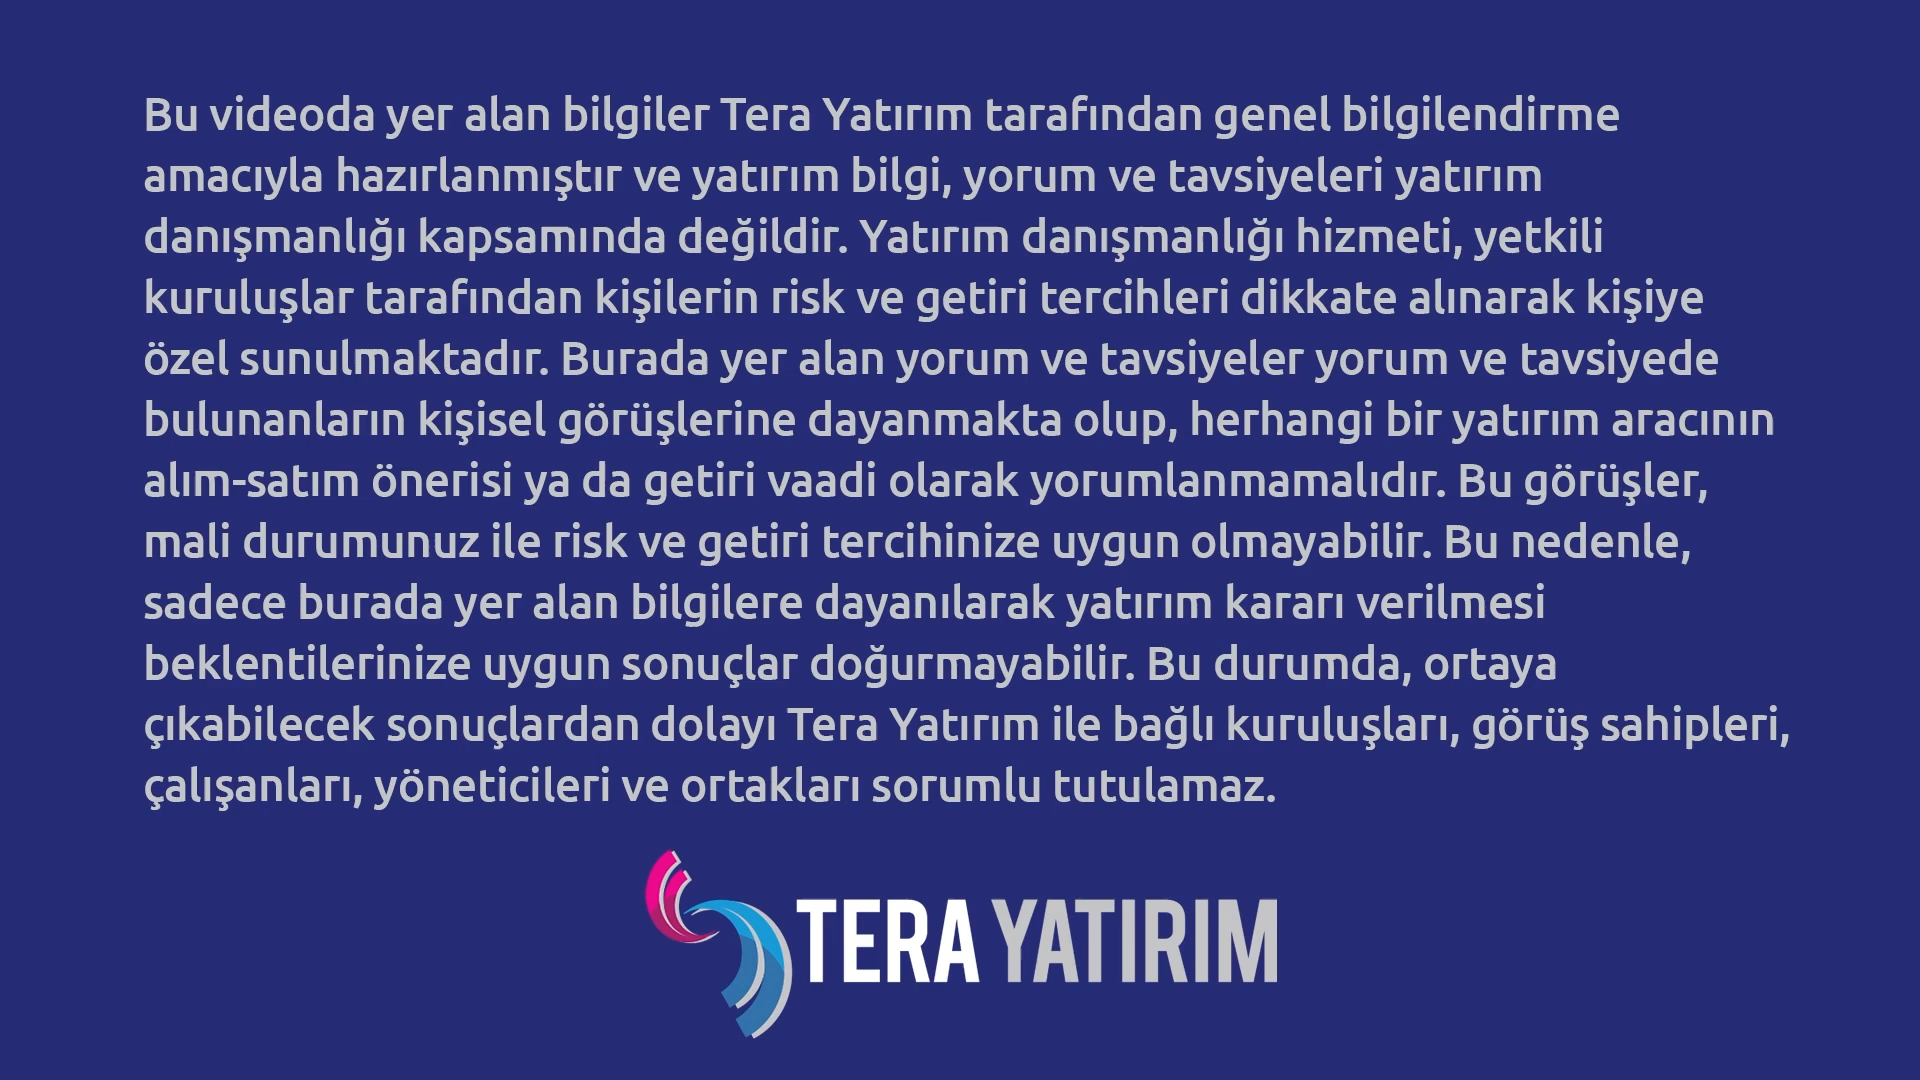 Bu videoda yer alan bilgiler Tera Yatırım tarafından genel bilgilendirme
amacıyla hazırlanmıştır ve yatırım bilgi, yorum ve tavsiyeleri yatırım
danışmanlığı kapsamında değildir. Yatırım danışmanlığı hizmeti, yetkili
kuruluşlar tarafından kişilerin risk ve getiri tercihleri dikkate alınarak kişiye
özel sunulmaktadır. Burada yer alan yorum ve tavsiyeler yorum ve tavsiyede
bulunanların kişisel görüşlerine dayanmakta olup, herhangi bir yatırım aracının
alım-satım önerisi ya da getiri vaadi olarak yorumlanmamalıdır. Bu görüşler,
mali durumunuz ile risk ve getiri tercihinize uygun olmayabilir. Bu nedenle,
sadece burada yer alan bilgilere dayanılarak yatırım kararı verilmesi
beklentilerinize uygun sonuçlar doğurmayabilir. Bu durumda, ortaya
çıkabilecek sonuçlardan dolayı Tera Yatırım ile bağlı kuruluşları, görüş sahipleri,
çalışanları, yöneticileri ve ortakları sorumlu tutulamaz.
TERA YATIRIM